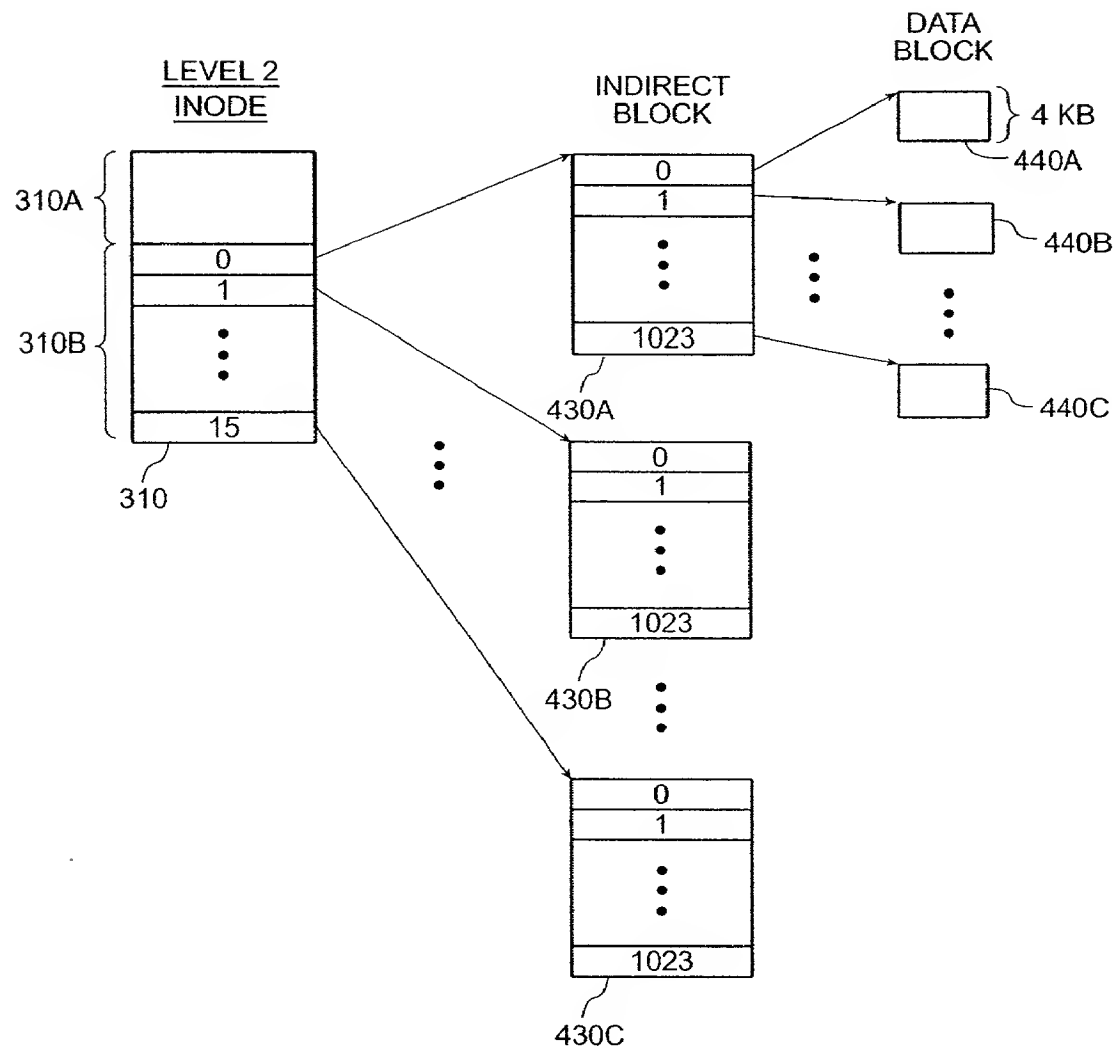 LEVEL 2
INODE
310A
310B
0
1
15
310
INDIRECT
BLOCK
0
1
1023
430A
0
1
1023
430B
0
1
1023
430C
DATA
BLOCK
4 KB
440A
440B
440C